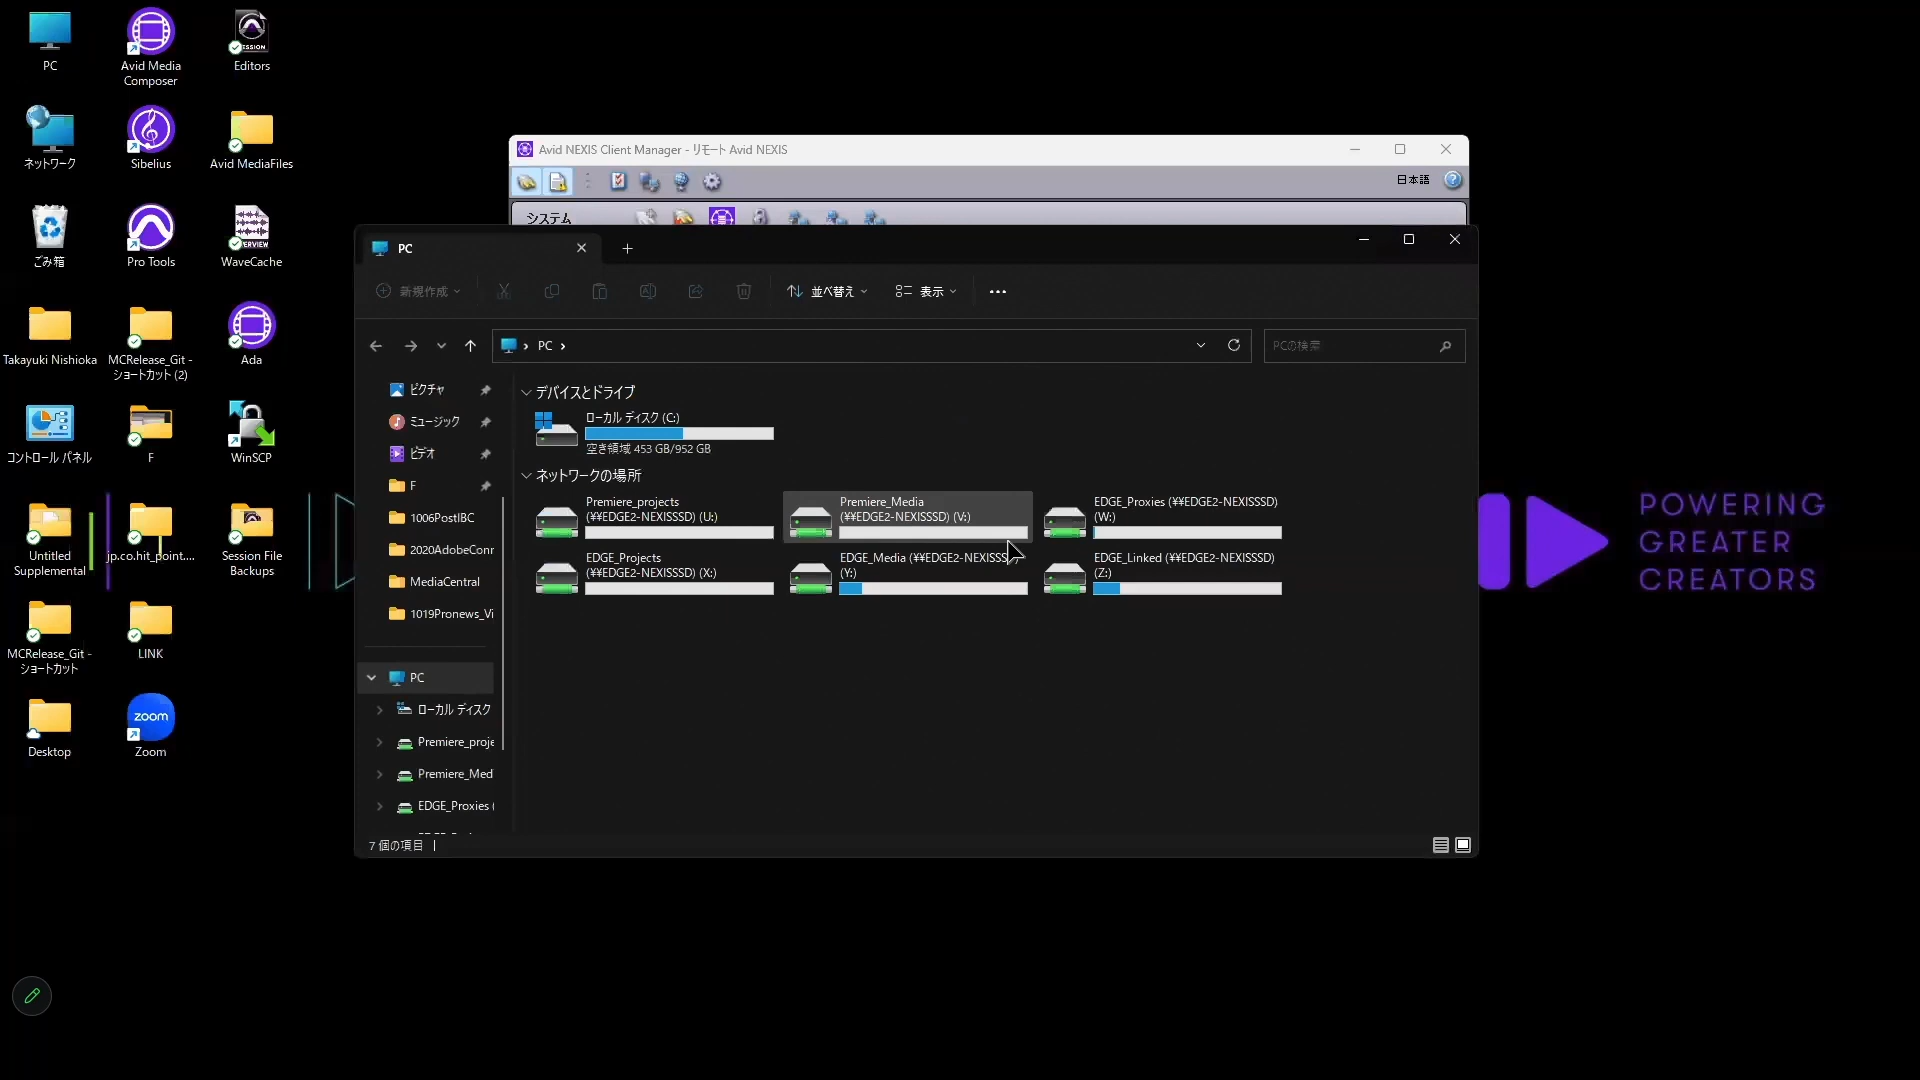 PC
Avid Media
Composer
Editors
ネットワーク
Sibelius
Avid MediaFiles
ごみ箱
Pro Tools
WaveCache
Takayuki Nishioka
MCRelease_Git -
ショートカット (2)
Ada
コントロール パネル
F
WinSCP
Untitled
Supplemental
jp.co.hit_point....
Session File
Backups
MCRelease_Git -
ショートカット
LINK
Desktop
zoom
Zoom
Avid NEXIS Client Manager - リモート Avid NEXIS
日本語
システム
PC
新規作成
並べ替え
表示
PC
PCの検索
ピクチャ
ミュージック
ビデオ
F
1006PostIBC
2020AdobeConr
MediaCentral
1019Pronews_Vi
PC
ローカル ディスク
Premiere_proje
Premiere_Med
EDGE_Proxies (
デバイスとドライブ
ローカル ディスク (C:)
空き領域 453 GB/952 GB
ネットワークの場所
Premiere_projects
(¥¥EDGE2-NEXISSSD) (U:)
Premiere_Media
(¥¥EDGE2-NEXISSSD) (V:)
EDGE_Proxies (¥¥EDGE2-NEXISSSD)
(W:)
EDGE_Projects
(¥¥EDGE2-NEXISSSD) (X:)
EDGE_Media (¥¥EDGE2-NEXISSSD)
(Y:)
EDGE_Linked (¥¥EDGE2-NEXISSSD)
(Z:)
7 個の項目
POWERING
GREATER
CREATORS